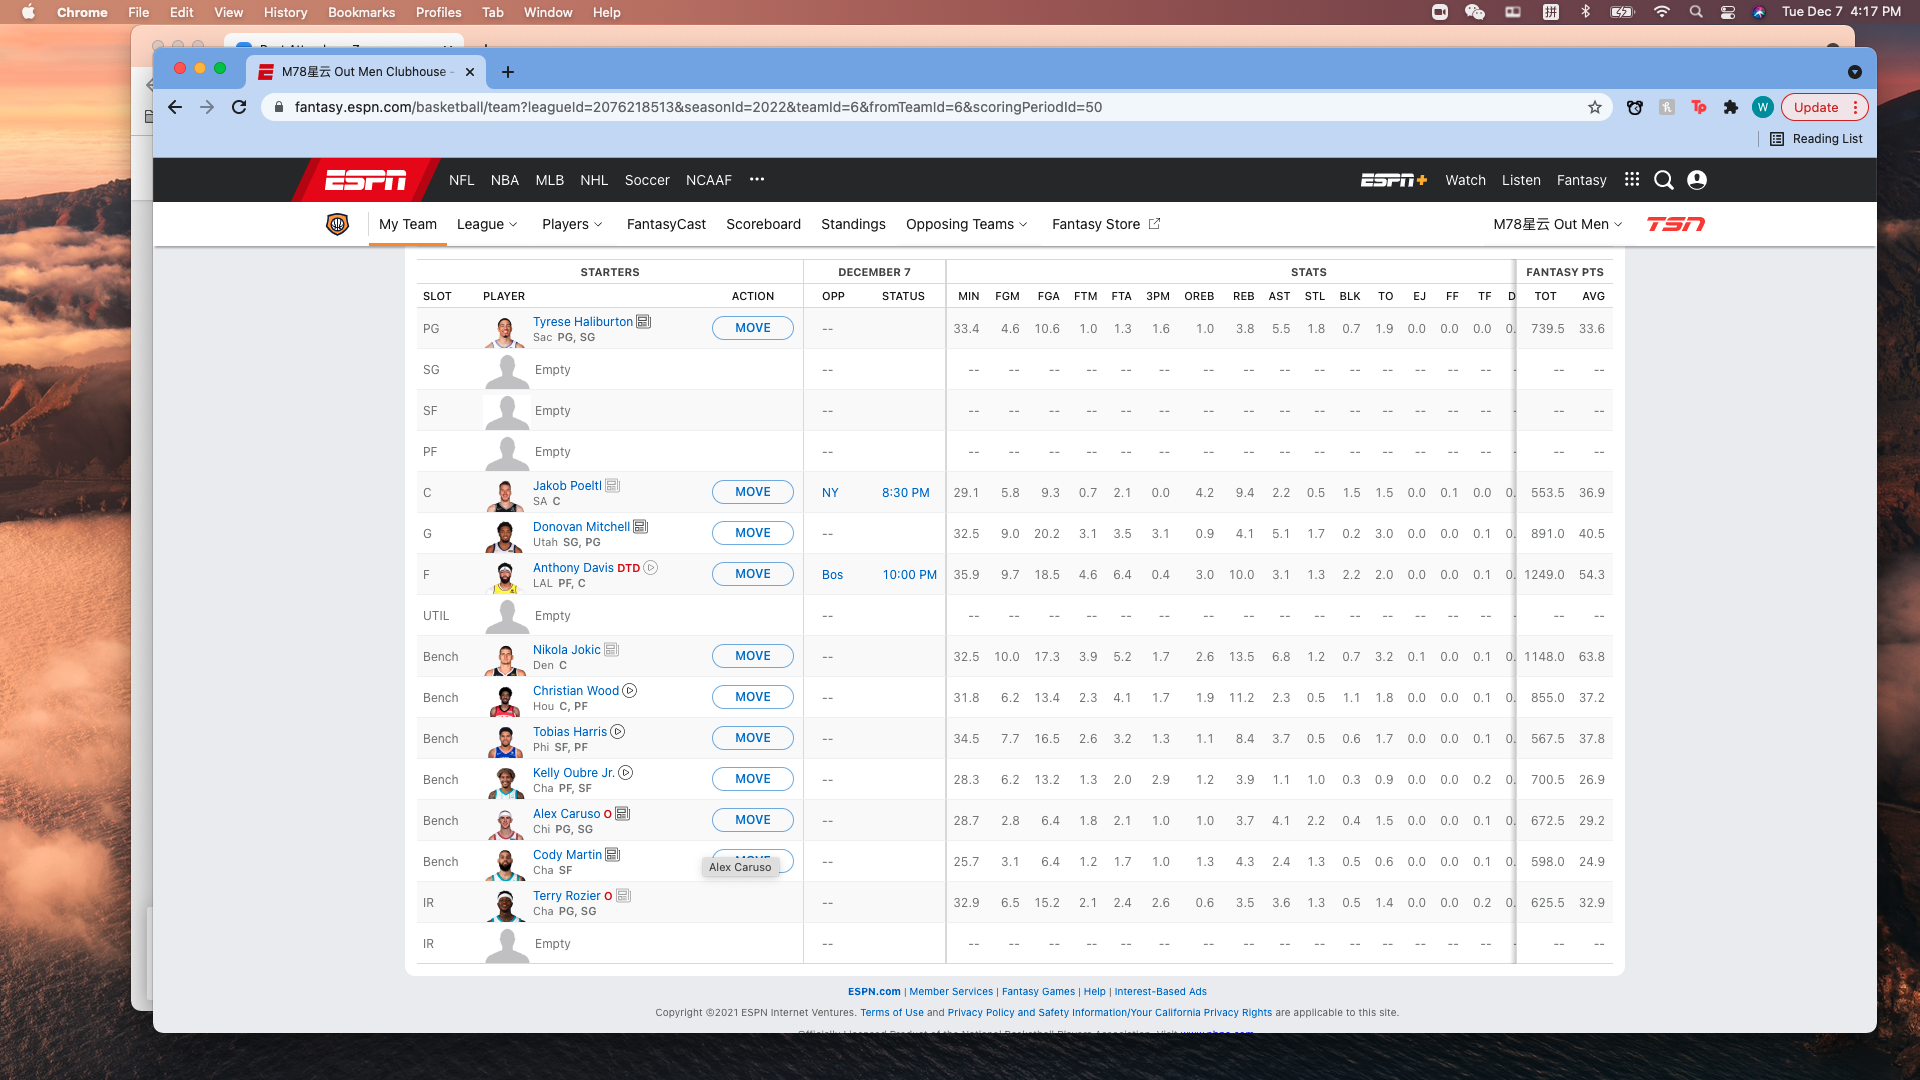 Chrome File Edit View History Bookmarks Profiles Tab Window Help Tue Dec 7 4:17 PM
M78星云 Out Men Clubhouse -
fantasy.espn.com/basketball/team?leagueId=2076218513&seasonId=2022&teamId=6&fromTeamId=6&scoringPeriodId=50 Tp W Update
Reading List
ESPN NFL NBA MLB NHL Soccer NCAAF ESPN+ Watch Listen Fantasy
My Team League Players FantasyCast Scoreboard Standings Opposing Teams Fantasy Store M78星云 Out Men TSN
STARTERS DECEMBER 7 STATS FANTASY PTS
SLOT PLAYER ACTION OPP STATUS MIN FGM FGA FTM FTA 3PM OREB REB AST STL BLK TO EJ FF TF D TOT AVG
PG Tyrese Haliburton MOVE -- 33.4 4.6 10.6 1.0 1.3 1.6 1.0 3.8 5.5 1.8 0.7 1.9 0.0 0.0 0.0 0. 739.5 33.6
Sac PG, SG
SG Empty -- -- -- -- -- -- -- -- -- -- -- -- -- -- -- -- - -- --
SF Empty -- -- -- -- -- -- -- -- -- -- -- -- -- -- -- -- - -- --
PF Empty -- -- -- -- -- -- -- -- -- -- -- -- -- -- -- -- - -- --
C Jakob Poeltl MOVE NY 8:30 PM 29.1 5.8 9.3 0.7 2.1 0.0 4.2 9.4 2.2 0.5 1.5 1.5 0.0 0.1 0.0 0. 553.5 36.9
SA C
G Donovan Mitchell MOVE -- 32.5 9.0 20.2 3.1 3.5 3.1 0.9 4.1 5.1 1.7 0.2 3.0 0.0 0.0 0.1 0. 891.0 40.5
Utah SG, PG
F Anthony Davis DTD MOVE Bos 10:00 PM 35.9 9.7 18.5 4.6 6.4 0.4 3.0 10.0 3.1 1.3 2.2 2.0 0.0 0.0 0.1 0. 1249.0 54.3
LAL PF, C
UTIL Empty -- -- -- -- -- -- -- -- -- -- -- -- -- -- -- -- - -- --
Bench Nikola Jokic MOVE -- 32.5 10.0 17.3 3.9 5.2 1.7 2.6 13.5 6.8 1.2 0.7 3.2 0.1 0.0 0.1 0. 1148.0 63.8
Den C
Bench Christian Wood MOVE -- 31.8 6.2 13.4 2.3 4.1 1.7 1.9 11.2 2.3 0.5 1.1 1.8 0.0 0.0 0.1 0. 855.0 37.2
Hou C, PF
Bench Tobias Harris MOVE -- 34.5 7.7 16.5 2.6 3.2 1.3 1.1 8.4 3.7 0.5 0.6 1.7 0.0 0.0 0.1 0. 567.5 37.8
Phi SF, PF
Bench Kelly Oubre Jr. MOVE -- 28.3 6.2 13.2 1.3 2.0 2.9 1.2 3.9 1.1 1.0 0.3 0.9 0.0 0.0 0.2 0. 700.5 26.9
Cha PF, SF
Bench Alex Caruso O MOVE -- 28.7 2.8 6.4 1.8 2.1 1.0 1.0 3.7 4.1 2.2 0.4 1.5 0.0 0.0 0.1 0. 672.5 29.2
Chi PG, SG
Bench Cody Martin -- 25.7 3.1 6.4 1.2 1.7 1.0 1.3 4.3 2.4 1.3 0.5 0.6 0.0 0.0 0.1 0. 598.0 24.9
Cha SF Alex Caruso
IR Terry Rozier O -- 32.9 6.5 15.2 2.1 2.4 2.6 0.6 3.5 3.6 1.3 0.5 1.4 0.0 0.0 0.2 0. 625.5 32.9
Cha PG, SG
IR Empty -- -- -- -- -- -- -- -- -- -- -- -- -- -- -- -- - -- --
ESPN.com | Member Services | Fantasy Games | Help | Interest-Based Ads
Copyright ©2021 ESPN Internet Ventures. Terms of Use and Privacy Policy and Safety Information/Your California Privacy Rights are applicable to this site.